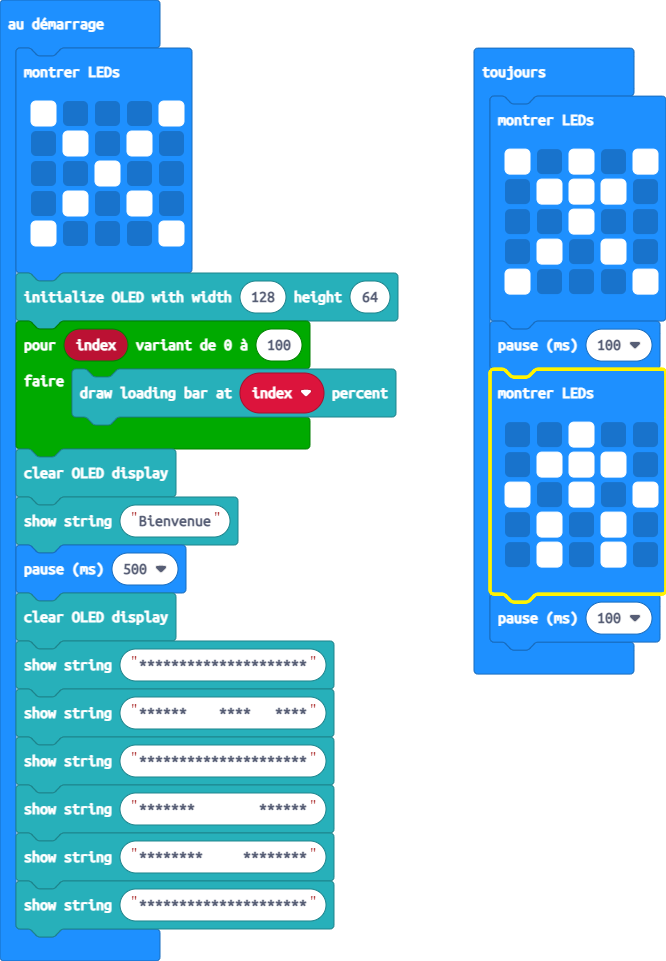 au démarrage
montrer LEDs
initialize OLED with width 128 height 64
pour index variant de 0 à 100
faire draw loading bar at index percent
clear OLED display
show string "Bienvenue"
pause (ms) 500
clear OLED display
show string "*********************"
show string "******    ****   ****"
show string "*********************"
show string "*******        ******"
show string "********     ********"
show string "*********************"
toujours
montrer LEDs
pause (ms) 100
montrer LEDs
pause (ms) 100